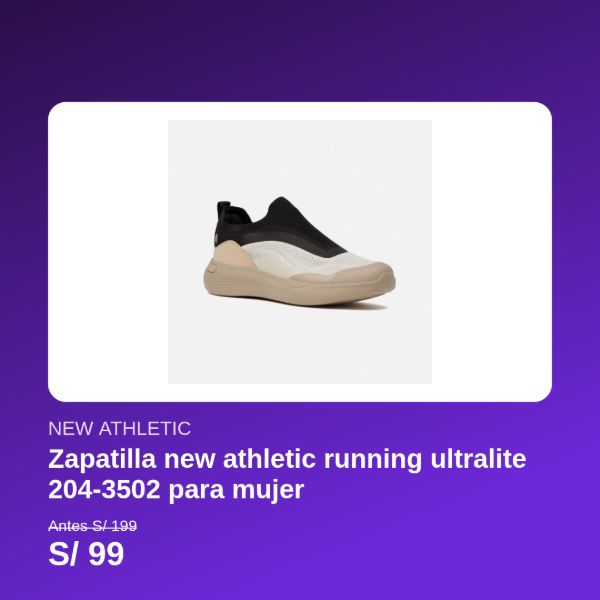 NEW ATHLETIC
Zapatilla new athletic running ultralite
204-3502 para mujer
Antes S/ 199
S/ 99